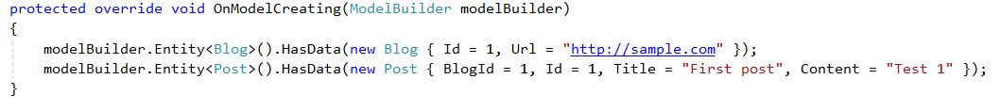 protected override void OnModelCreating(ModelBuilder modelBuilder)
{
    modelBuilder.Entity<Blog>().HasData(new Blog { Id = 1, Url = "http://sample.com" });
    modelBuilder.Entity<Post>().HasData(new Post { BlogId = 1, Id = 1, Title = "First post", Content = "Test 1" });
}